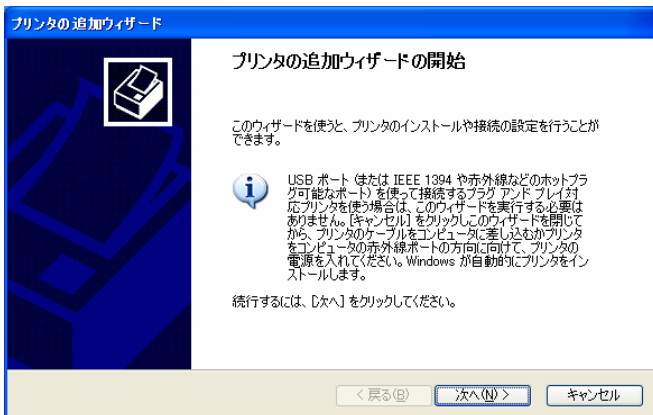 プリンタの追加ウィザード
プリンタの追加ウィザードの開始
このウィザードを使うと、プリンタのインストールや接続の設定を行うことが
できます。
USB ポート (または IEEE 1394 や赤外線などのホットプラ
グ可能なポート) を使って接続するプラグ アンド プレイ対
応プリンタを使う場合は、このウィザードを実行する必要は
ありません。[キャンセル] をクリックしこのウィザードを閉じて
から、プリンタのケーブルをコンピュータに差し込むかプリンタ
をコンピュータの赤外線ポートの方向に向けて、プリンタの
電源を入れてください。Windows が自動的にプリンタをイン
ストールします。
続行するには、[次へ] をクリックしてください。
< 戻る(B)
次へ(N) >
キャンセル